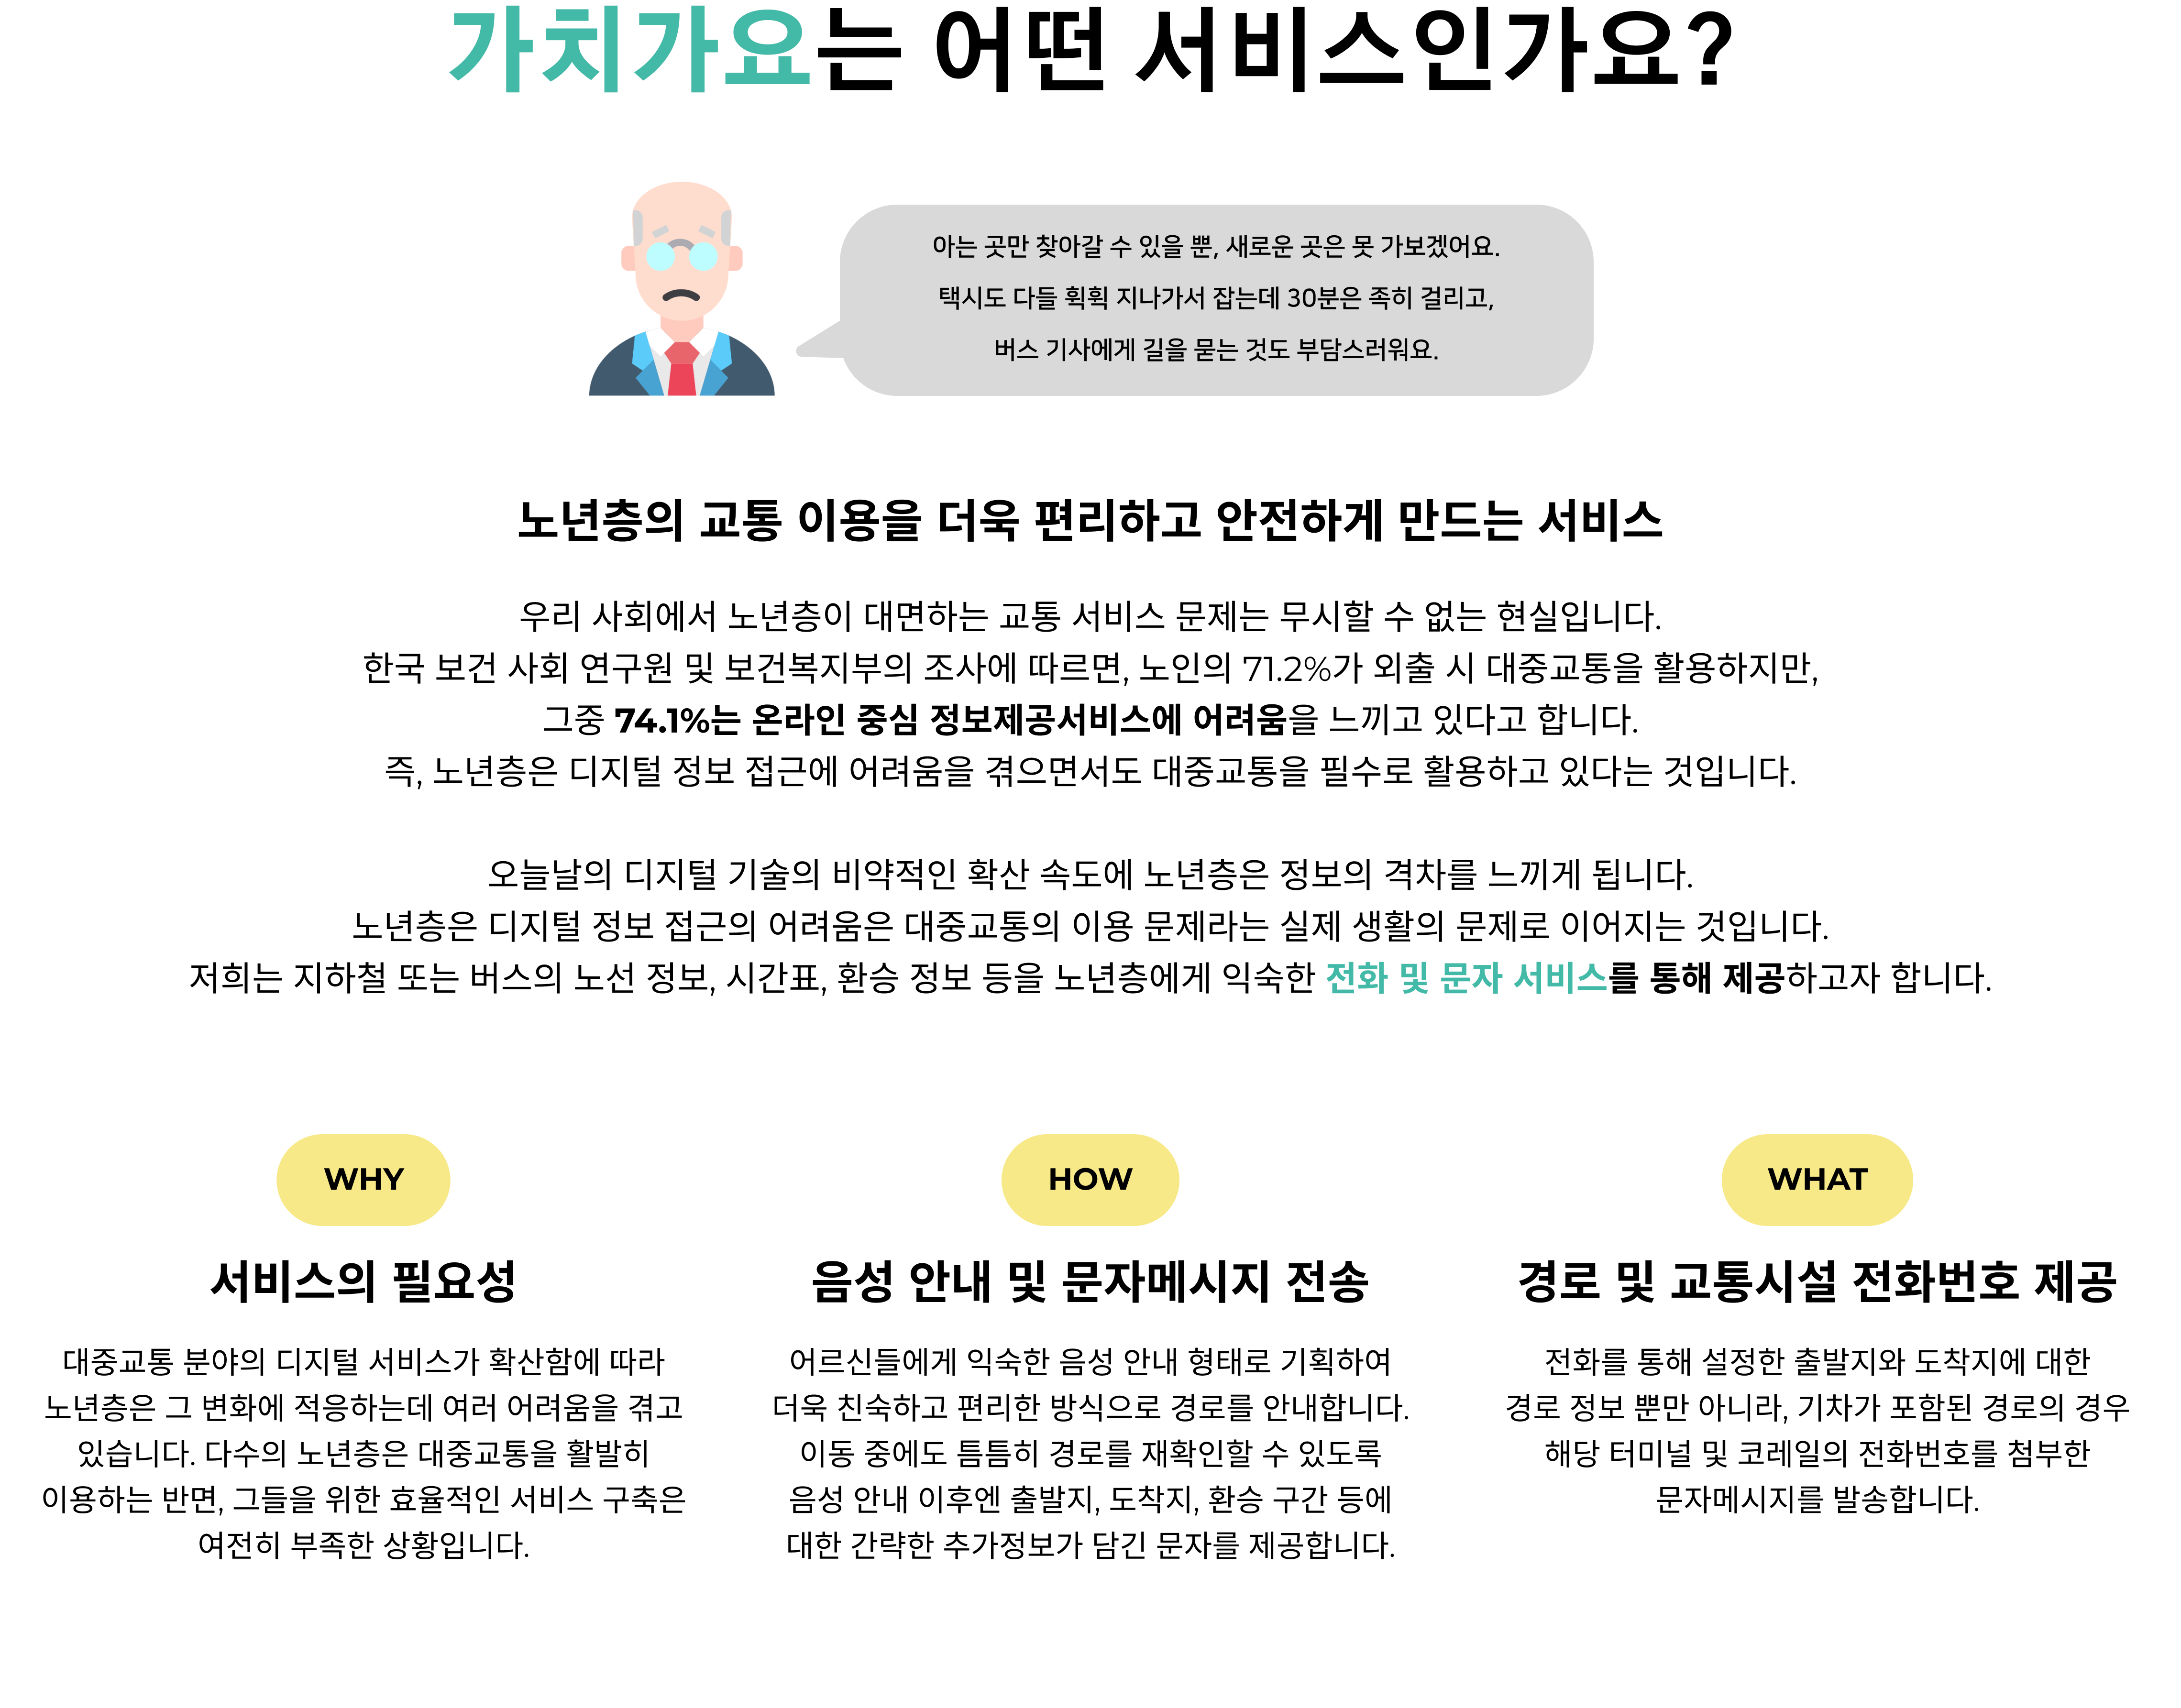 가치가요는 어떤 서비스인가요?
아는 곳만 찾아갈 수 있을 뿐, 새로운 곳은 못 가보겠어요.
택시도 다들 휙휙 지나가서 잡는데 30분은 족히 걸리고,
버스 기사에게 길을 묻는 것도 부담스러워요.
노년층의 교통 이용을 더욱 편리하고 안전하게 만드는 서비스
우리 사회에서 노년층이 대면하는 교통 서비스 문제는 무시할 수 없는 현실입니다.
한국 보건 사회 연구원 및 보건복지부의 조사에 따르면, 노인의 71.2%가 외출 시 대중교통을 활용하지만,
그중 74.1%는 온라인 중심 정보제공서비스에 어려움을 느끼고 있다고 합니다.
즉, 노년층은 디지털 정보 접근에 어려움을 겪으면서도 대중교통을 필수로 활용하고 있다는 것입니다.
오늘날의 디지털 기술의 비약적인 확산 속도에 노년층은 정보의 격차를 느끼게 됩니다.
노년층은 디지털 정보 접근의 어려움은 대중교통의 이용 문제라는 실제 생활의 문제로 이어지는 것입니다.
저희는 지하철 또는 버스의 노선 정보, 시간표, 환승 정보 등을 노년층에게 익숙한 전화 및 문자 서비스를 통해 제공하고자 합니다.
WHY
서비스의 필요성
대중교통 분야의 디지털 서비스가 확산함에 따라
노년층은 그 변화에 적응하는데 여러 어려움을 겪고
있습니다. 다수의 노년층은 대중교통을 활발히
이용하는 반면, 그들을 위한 효율적인 서비스 구축은
여전히 부족한 상황입니다.
HOW
음성 안내 및 문자메시지 전송
어르신들에게 익숙한 음성 안내 형태로 기획하여
더욱 친숙하고 편리한 방식으로 경로를 안내합니다.
이동 중에도 틈틈히 경로를 재확인할 수 있도록
음성 안내 이후엔 출발지, 도착지, 환승 구간 등에
대한 간략한 추가정보가 담긴 문자를 제공합니다.
WHAT
경로 및 교통시설 전화번호 제공
전화를 통해 설정한 출발지와 도착지에 대한
경로 정보 뿐만 아니라, 기차가 포함된 경로의 경우
해당 터미널 및 코레일의 전화번호를 첨부한
문자메시지를 발송합니다.